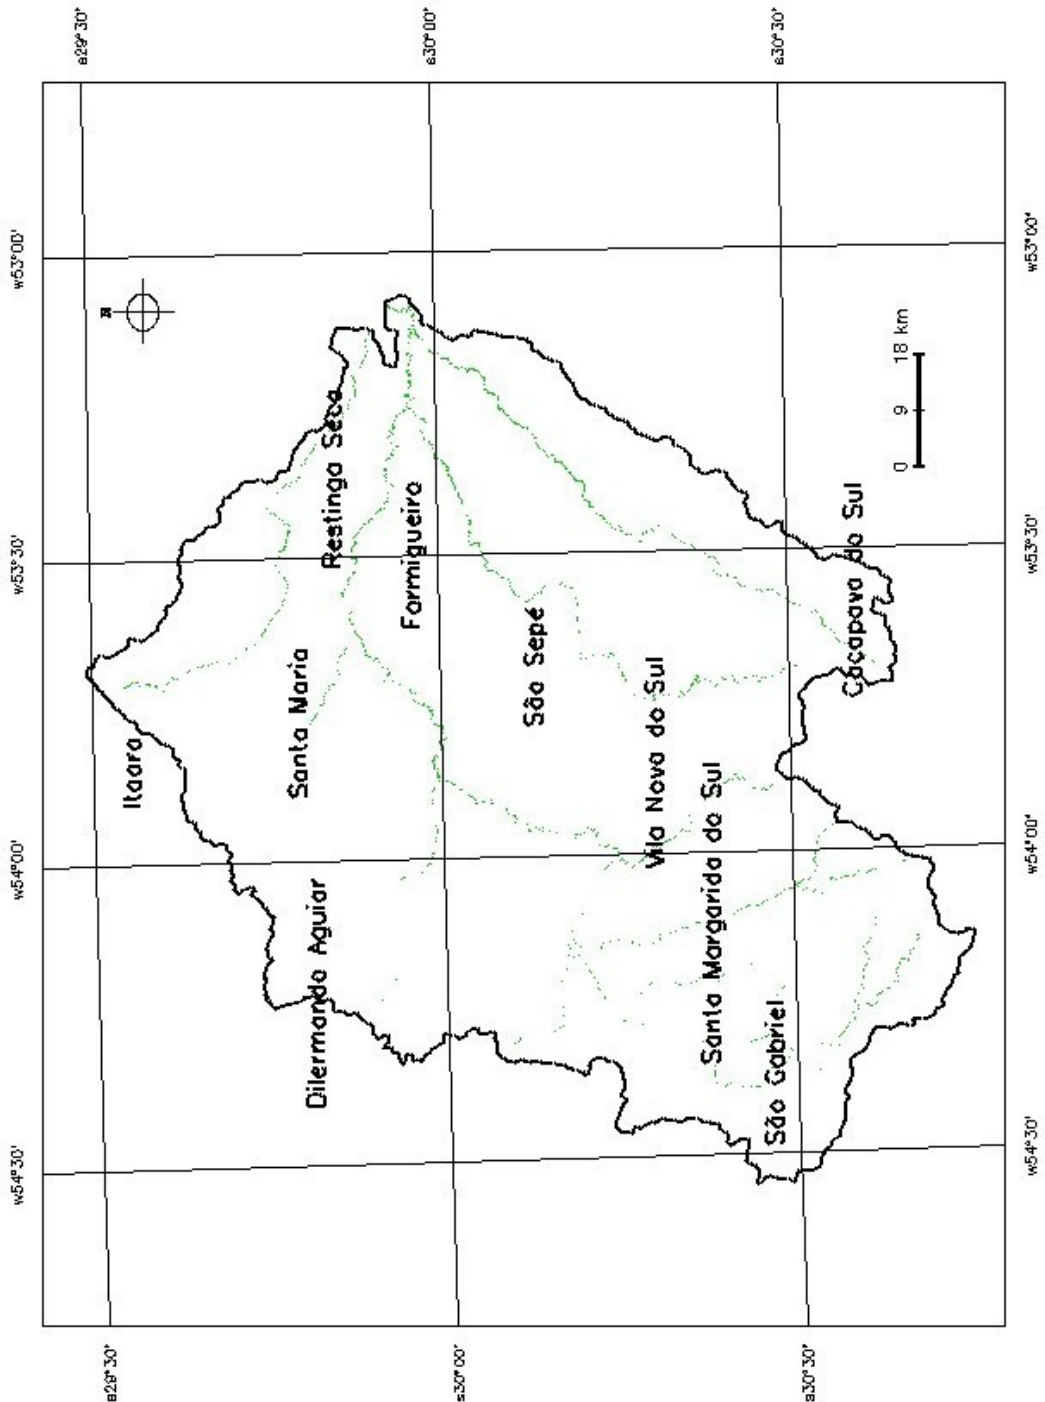 w54°30' w54°00' w53°30' w53°00'
s29°30' s29°30'
N
Itaara
Santa Maria
Dilermando Aguiar
Restinga Seca
Formigueiro
s30°00' s30°00'
São Sepé
Vila Nova do Sul
Santa Margarida do Sul
São Gabriel
s30°30' s30°30'
Caçapava do Sul
0 9 18 km
w54°30' w54°00' w53°30' w53°00'